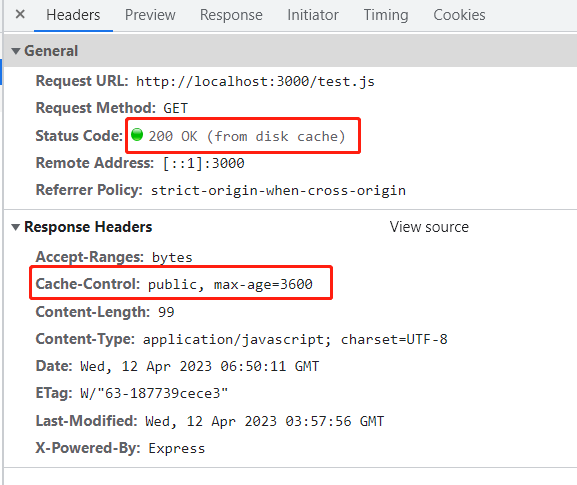 Headers Preview Response Initiator Timing Cookies
General
Request URL: http://localhost:3000/test.js
Request Method: GET
Status Code: 200 OK (from disk cache)
Remote Address: [::1]:3000
Referrer Policy: strict-origin-when-cross-origin
Response Headers View source
Accept-Ranges: bytes
Cache-Control: public, max-age=3600
Content-Length: 99
Content-Type: application/javascript; charset=UTF-8
Date: Wed, 12 Apr 2023 06:50:11 GMT
ETag: W/"63-187739cece3"
Last-Modified: Wed, 12 Apr 2023 03:57:56 GMT
X-Powered-By: Express